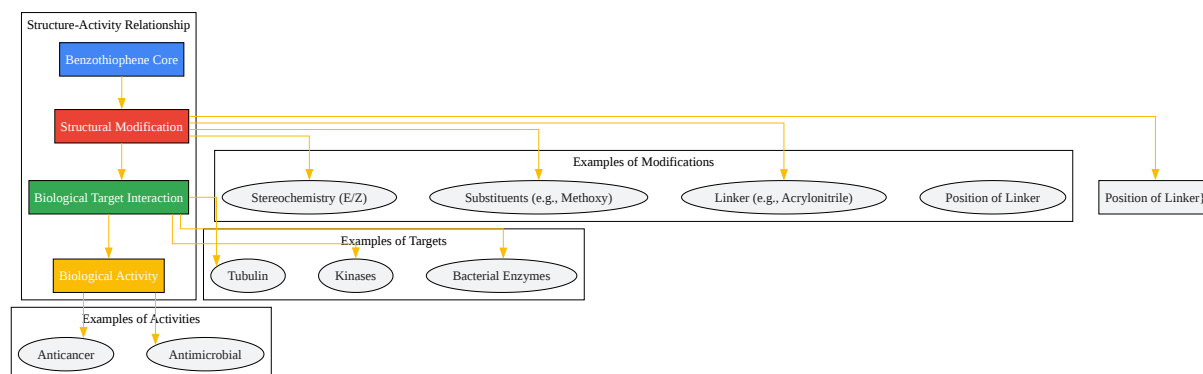 Structure-Activity Relationship
Benzothiophene Core
Structural Modification
Examples of Modifications
Biological Target Interaction
Stereochemistry (E/Z)
Substituents (e.g., Methoxy)
Linker (e.g., Acrylonitrile)
Position of Linker
Position of Linker}
Examples of Targets
Biological Activity
Tubulin
Kinases
Bacterial Enzymes
Examples of Activities
Anticancer
Antimicrobial